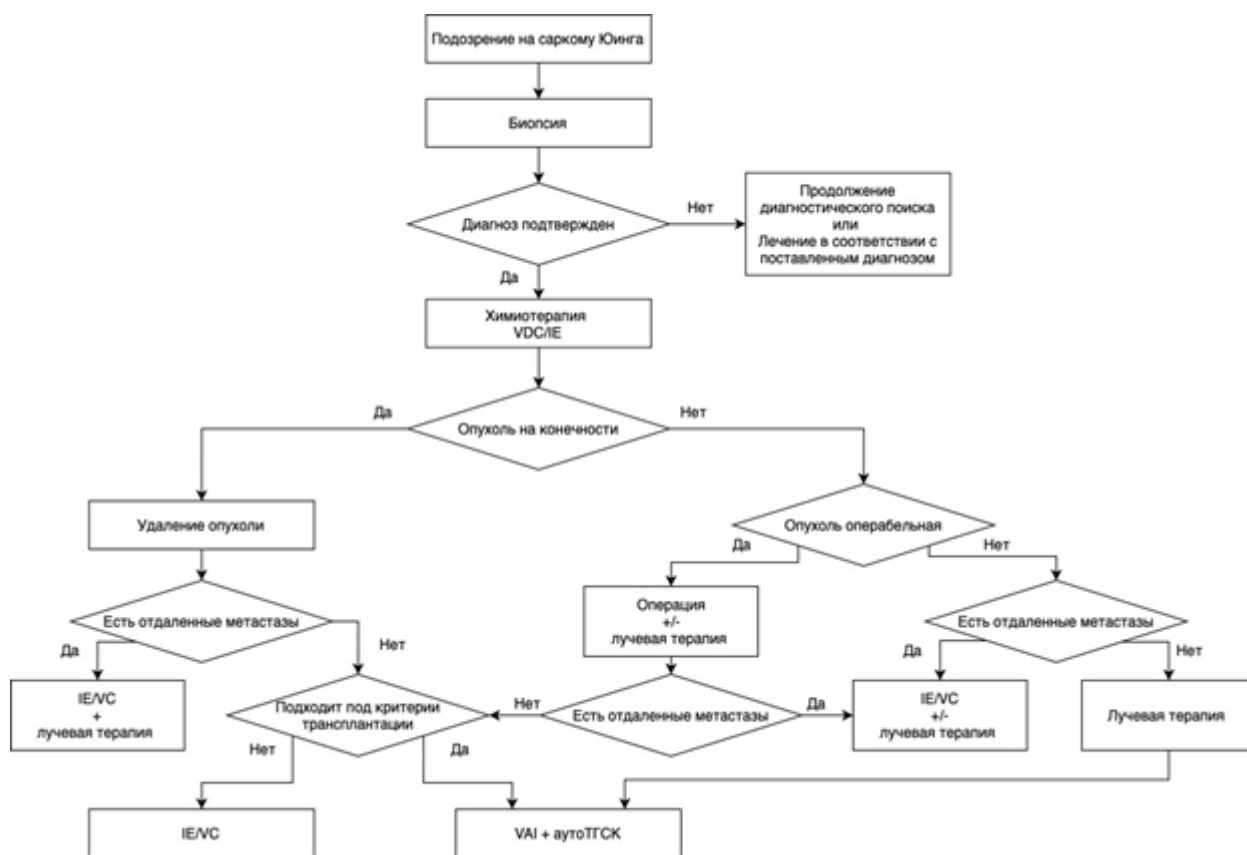 Подозрение на саркому Юинга
Биопсия
Диагноз подтвержден
Нет
Продолжение
диагностического поиска
или
Лечение в соответствии с
поставленным диагнозом
Да
Химиотерапия
VDC/IE
Да
Опухоль на конечности
Нет
Удаление опухоли
Опухоль операбельная
Да
Нет
Есть отдаленные метастазы
Операция
+/-
лучевая терапия
Есть отдаленные метастазы
Да
Нет
Да
Нет
IE/VC
+
лучевая терапия
Подходит под критерии
трансплантации
Нет
Есть отдаленные метастазы
Да
IE/VC
+/-
лучевая терапия
Лучевая терапия
Нет
Да
IE/VC
VAI + аутоТГСК